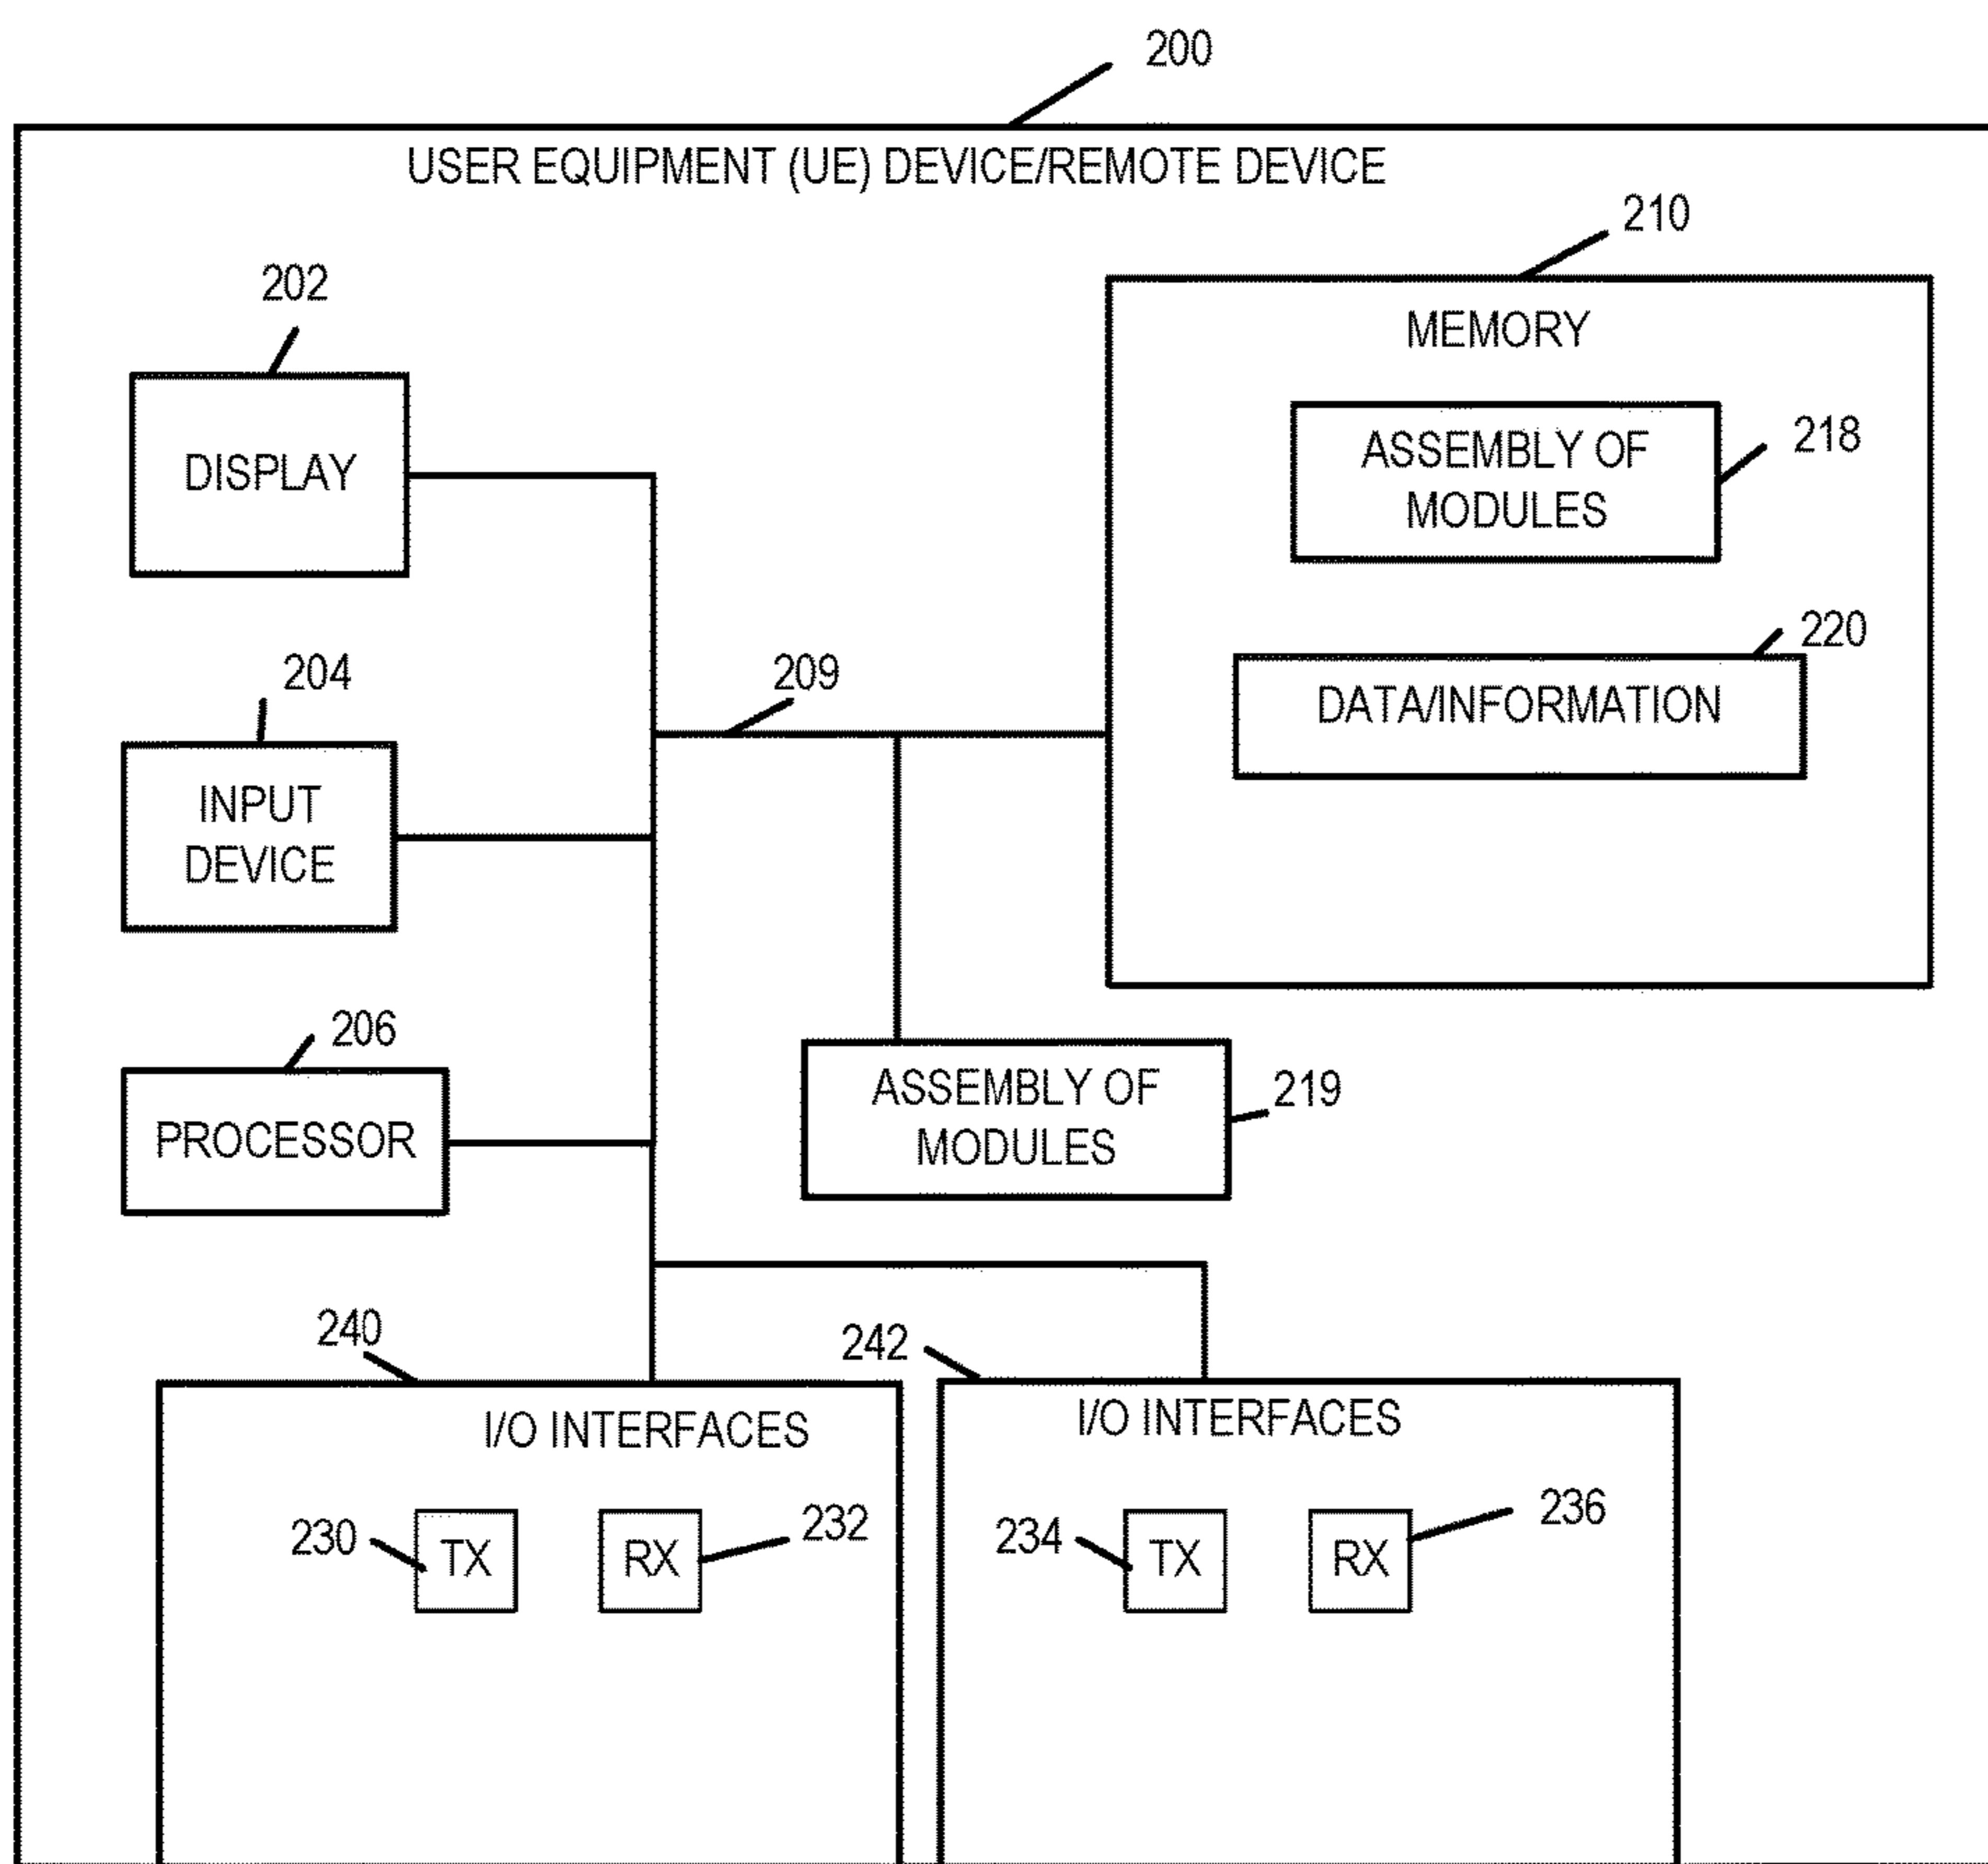 200
USER EQUIPMENT (UE) DEVICE/REMOTE DEVICE
210
202
MEMORY
DISPLAY
ASSEMBLY OF
MODULES
218
220
DATA/INFORMATION
204
209
INPUT
DEVICE
206
PROCESSOR
ASSEMBLY OF
MODULES
219
240
242
I/O INTERFACES
I/O INTERFACES
230
TX
RX
232
234
TX
RX
236